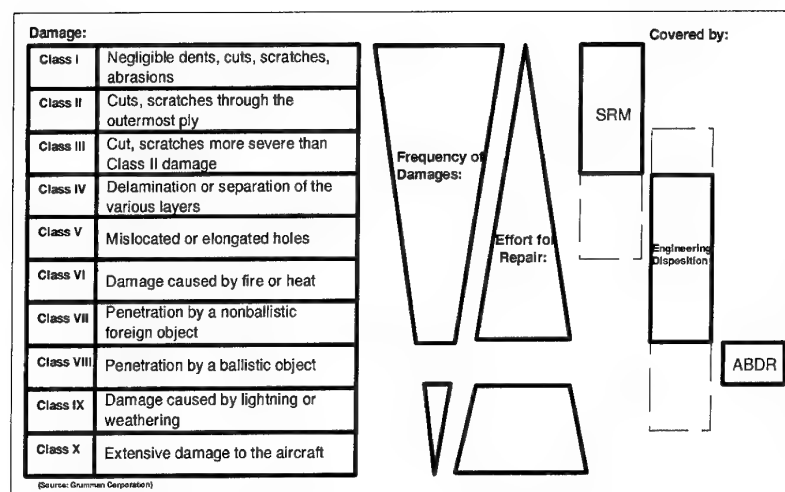 Damage:
Covered by:
Class I
Negligible dents, cuts, scratches,
abrasions
Class II
Cuts, scratches through the
outermost ply
Class III
Cut, scratches more severe than
Class II damage
Class IV
Delamination or separation of the
various layers
Class V
Mislocated or elongated holes
Class VI
Damage caused by fire or heat
Class VII
Penetration by a nonballistic
foreign object
Class VIII
Penetration by a ballistic object
Class IX
Damage caused by lightning or
weathering
Class X
Extensive damage to the aircraft
Frequency of
Damages:
Effort for
Repair:
SRM
Engineering
Disposition
ABDR
(Source: Grumman Corporation)